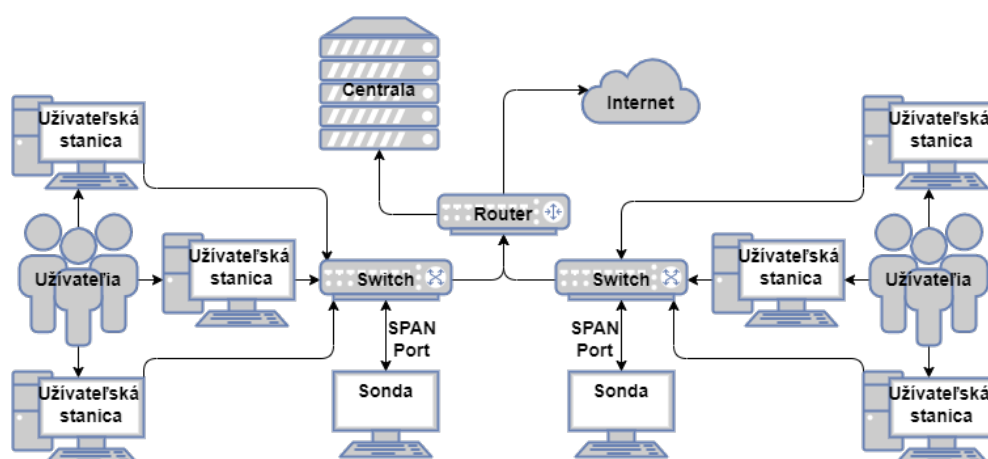 Centrala
Internet
Užívateľská
stanica
Užívateľská
stanica
Router
Užívatelia
Užívateľská
stanica
Switch
Switch
Užívateľská
stanica
Užívatelia
SPAN
Port
SPAN
Port
Užívateľská
stanica
Sonda
Sonda
Užívateľská
stanica